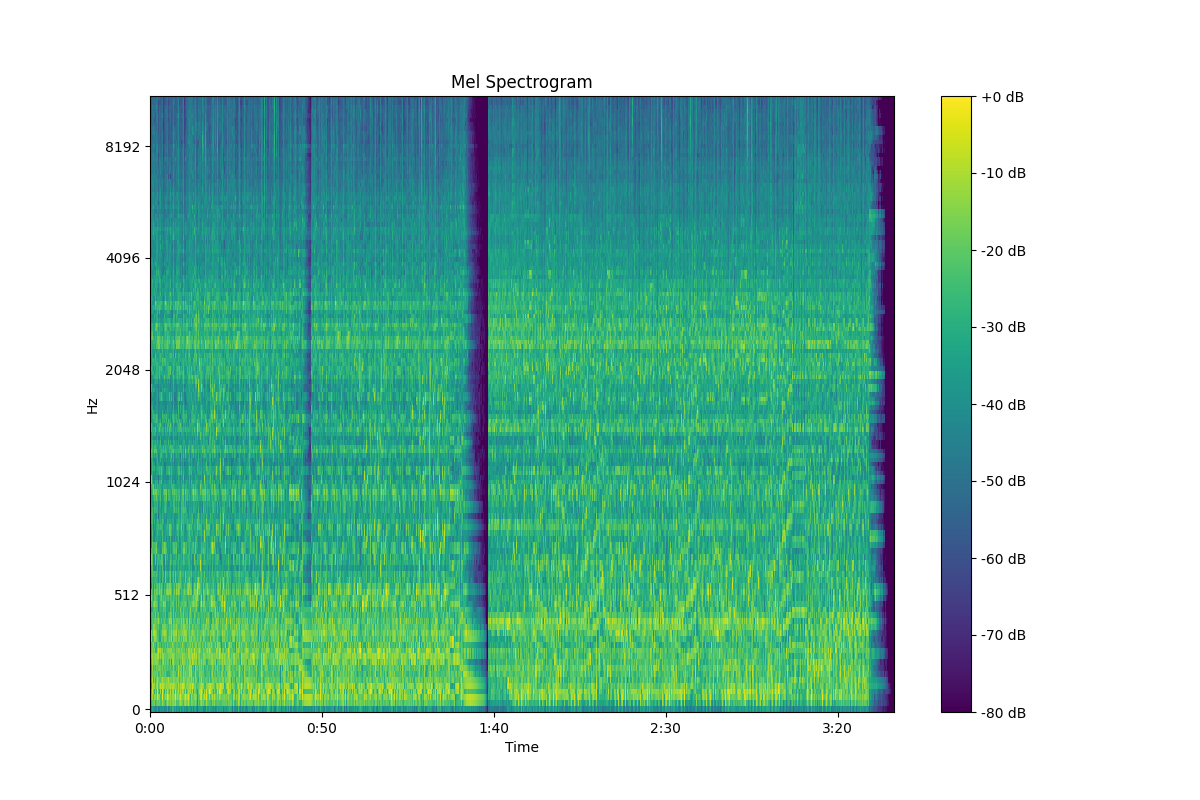 Mel Spectrogram
+0 dB
8192
-10 dB
-20 dB
4096
-30 dB
2048
-40 dB
Hz
1024
-50 dB
512
-60 dB
-70 dB
0
-80 dB
0:00 0:50 1:40 2:30 3:20
Time